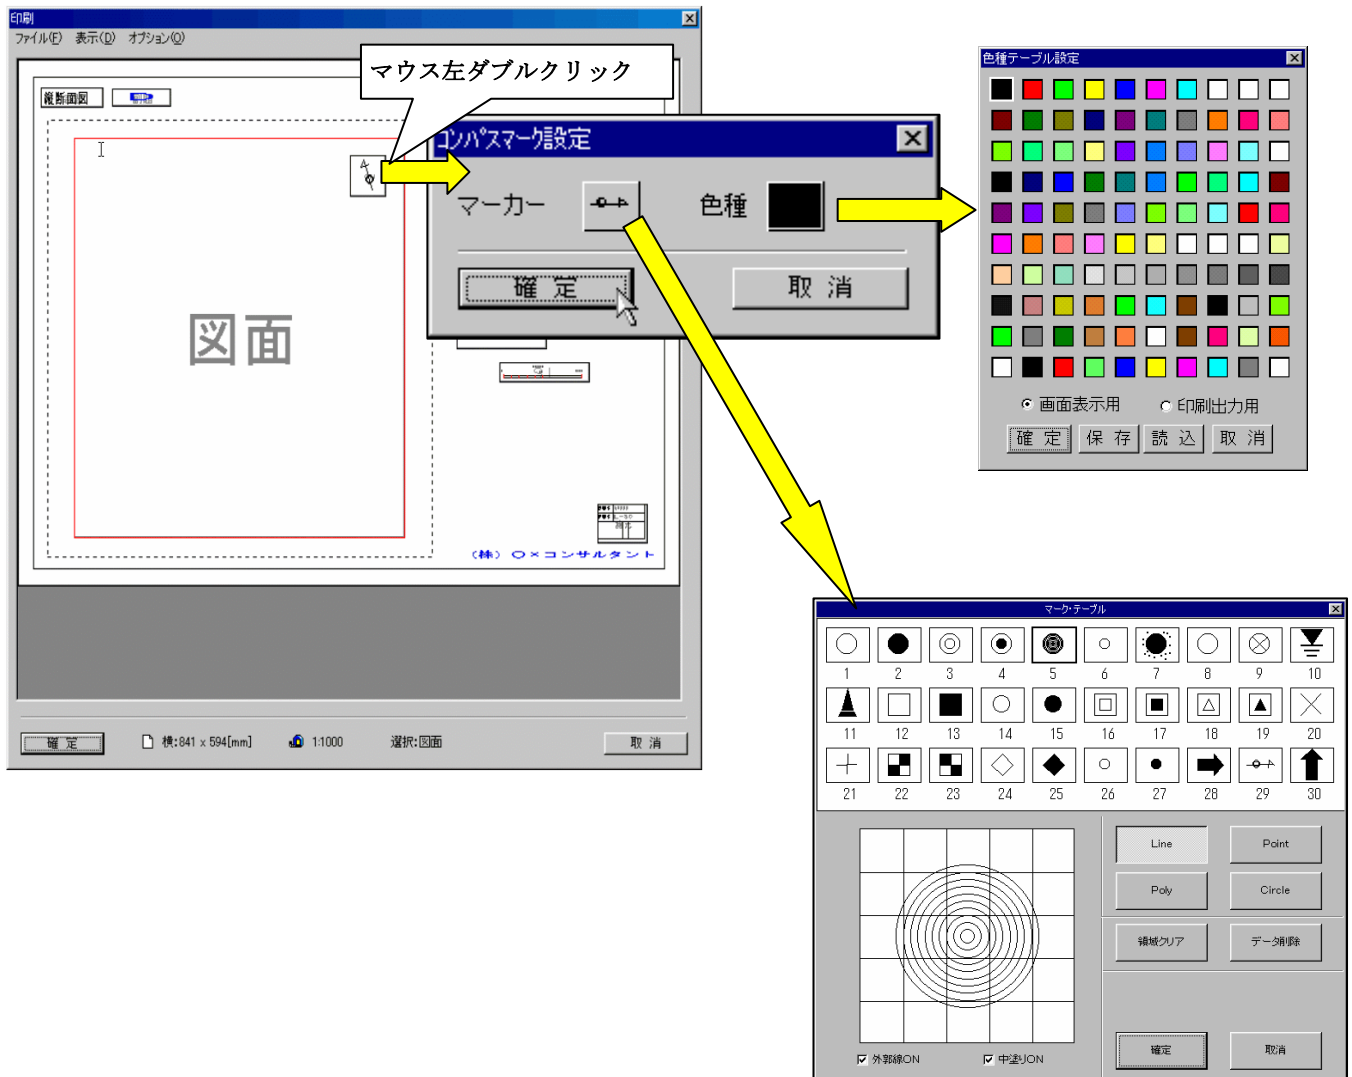 印刷
ファイル(F) 表示(D) オプション(O)
マウス左ダブルクリック
縦断面図
図面
(株)○×コンサルタント
確 定
横:841 x 594[mm]
1:1000
選択:図面
取 消
コンパスマーク設定
マーカー
色種
確 定
取 消
色種テーブル設定
画面表示用
印刷出力用
確 定
保 存
読 込
取 消
マーク・テーブル
1 2 3 4 5 6 7 8 9 10
11 12 13 14 15 16 17 18 19 20
21 22 23 24 25 26 27 28 29 30
Line
Point
Poly
Circle
領域クリア
データ削除
外郭線ON
中塗りON
確定
取消